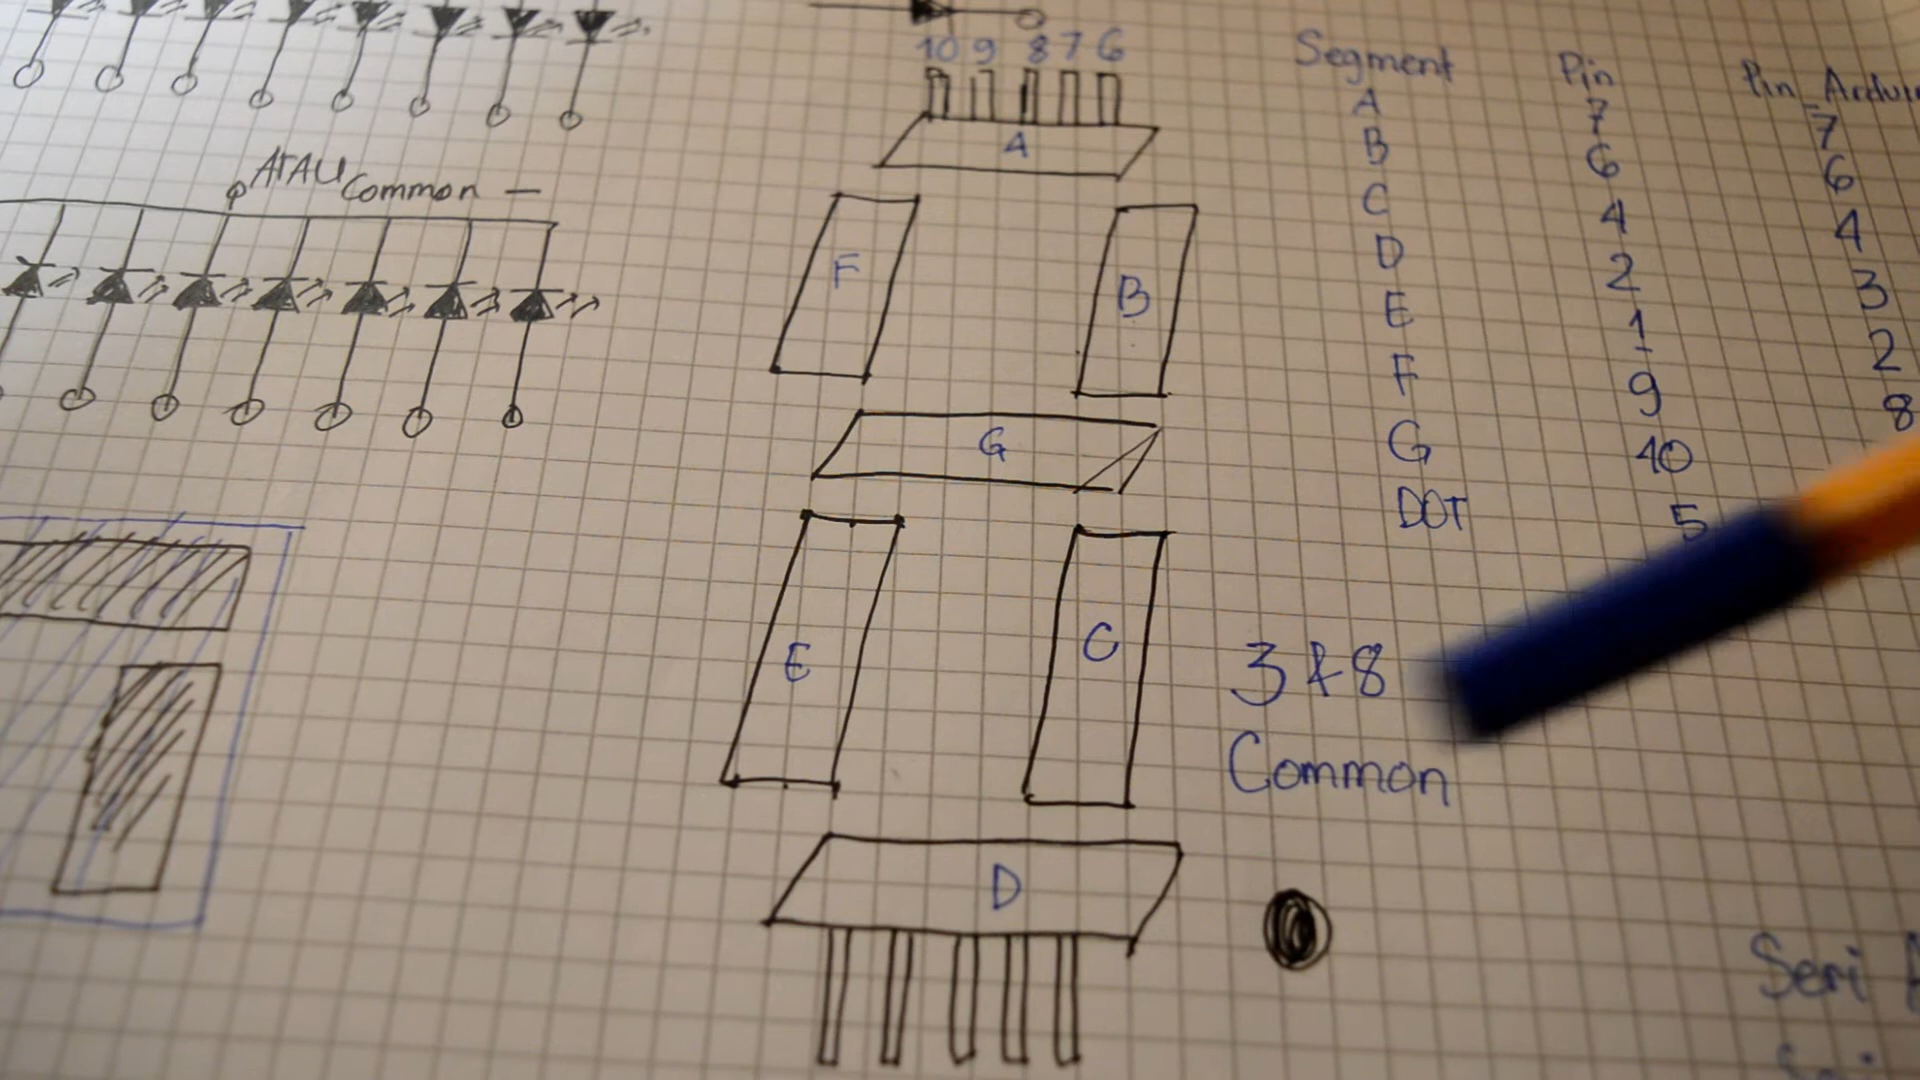 ATAU Common -
10 9 8 7 6
A
F
B
G
E
C
D
3 & 8
Common
Segment Pin Pin
A 7 7
B 6 6
C 4 4
D 2 3
E 1 2
F 9 8
G 10
DOT 5
Seri